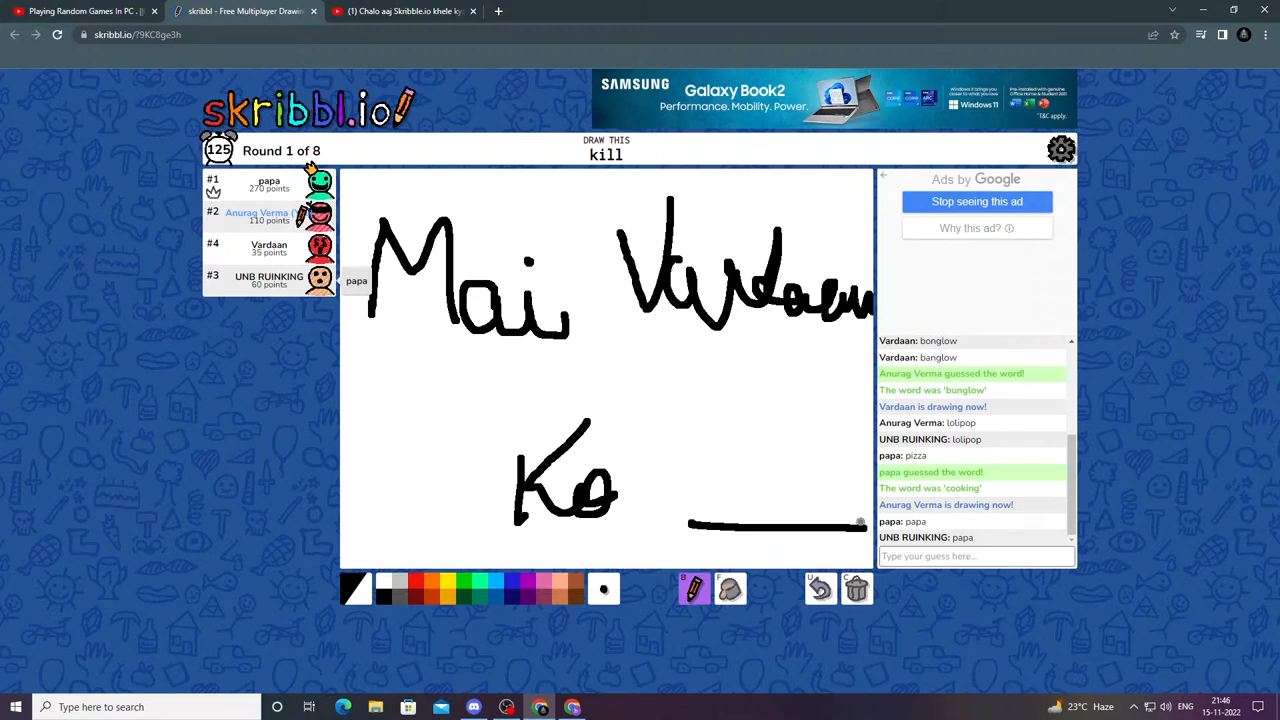 Playing Random Games In PC . [
skribbl - Free Multiplayer Drawin
(1) Chalo aaj Skribble.io khele ky
skribbl.io/?9KC8ge3h
skribbl.io
SAMSUNG
Galaxy Book2
Performance. Mobility. Power.
Windows 11
*T&C apply.
125
Round 1 of 8
DRAW THIS
kill
#1 papa
270 points
#2 Anurag Verma (Y
110 points
#4 Vardaan
35 points
#3 UNB RUINKING
60 points
papa
Mai Vardaan
Ko
Ads by Google
Stop seeing this ad
Why this ad?
Vardaan: bonglow
Vardaan: banglow
Anurag Verma guessed the word!
The word was 'bunglow'
Vardaan is drawing now!
Anurag Verma: lolipop
UNB RUINKING: lolipop
papa: pizza
papa guessed the word!
The word was 'cooking'
Anurag Verma is drawing now!
papa: papa
UNB RUINKING: papa
Type your guess here...
B
F
U
C
Type here to search
23°C Haze
ENG
21:46
15-11-2022